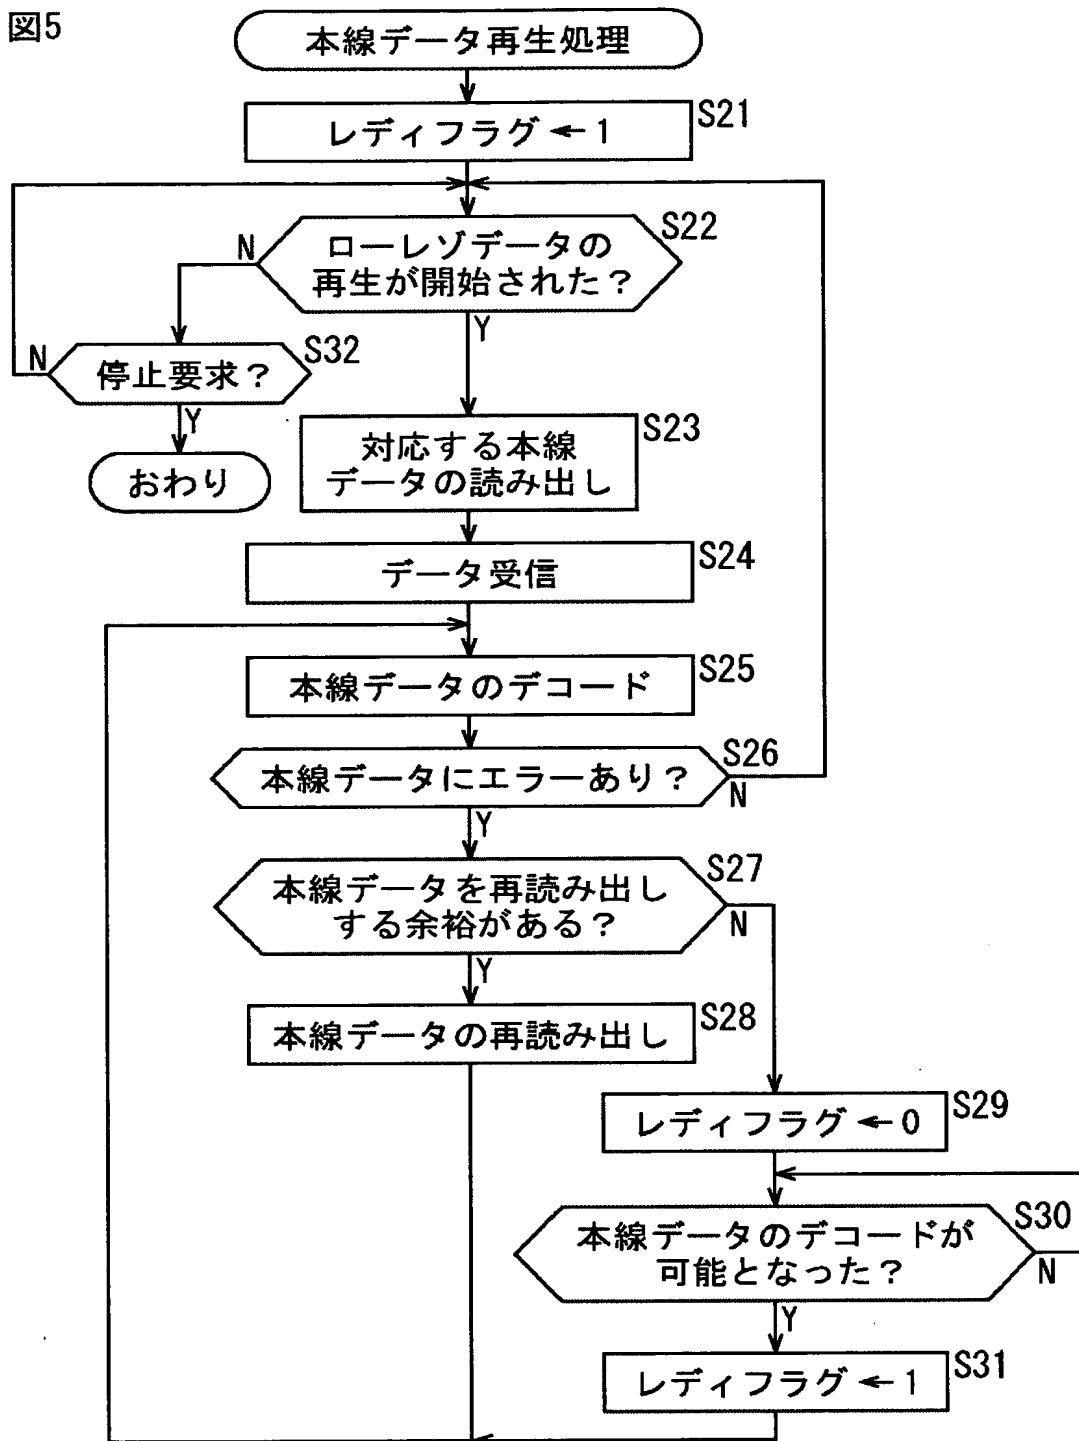 図5
本線データ再生処理
S21
レディフラグ←1
S22
ローレゾデータの
再生が開始された？
N
Y
S32
停止要求？
N
Y
おわり
S23
対応する本線
データの読み出し
S24
データ受信
S25
本線データのデコード
S26
本線データにエラーあり？
N
Y
S27
本線データを再読み出し
する余裕がある？
N
Y
S28
本線データの再読み出し
S29
レディフラグ←0
S30
本線データのデコードが
可能となった？
N
Y
S31
レディフラグ←1